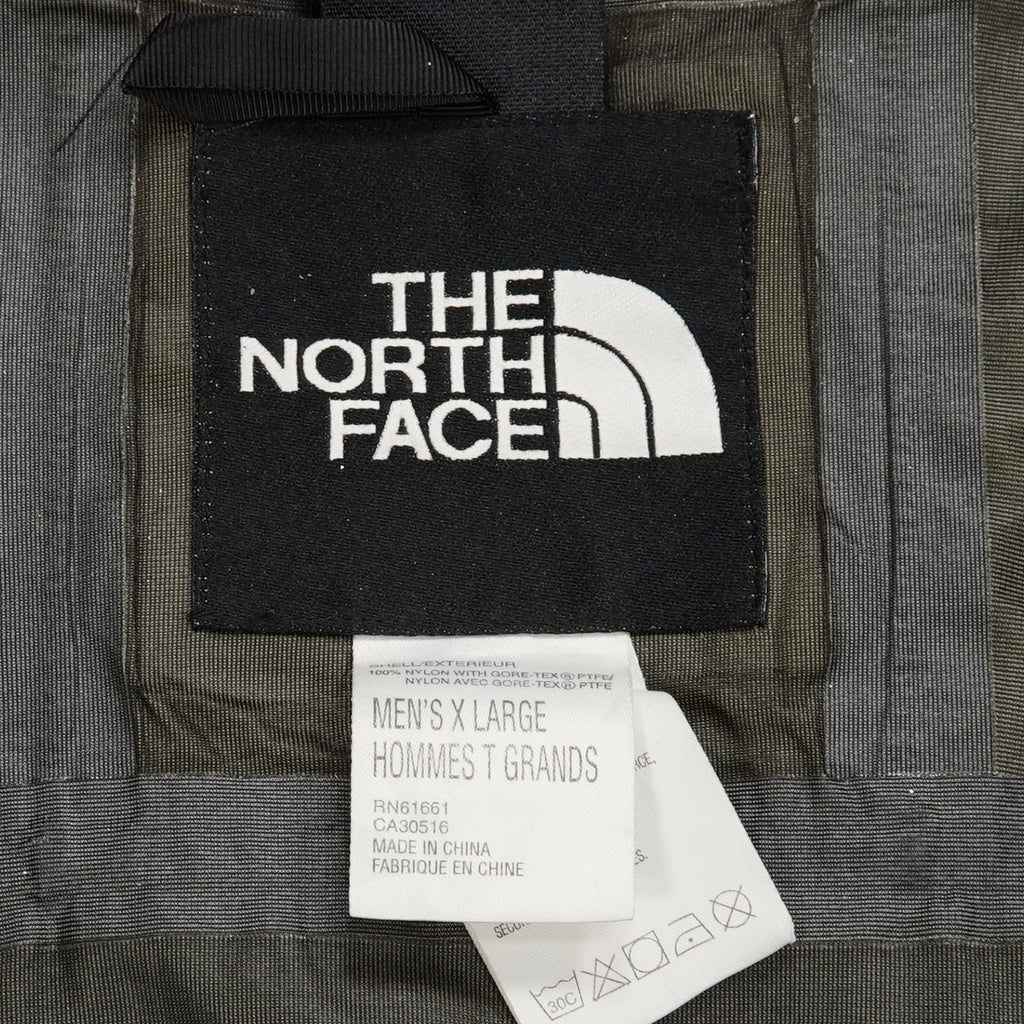 THE
NORTH
FACE
SHELL/EXTERIEUR
100% NYLON WITH GORE-TEX® PTFE/
NYLON AVEC GORE-TEX® PTFE
MEN'S X LARGE
HOMMES T GRANDS
RN61661
CA30516
MADE IN CHINA
FABRIQUE EN CHINE
30C